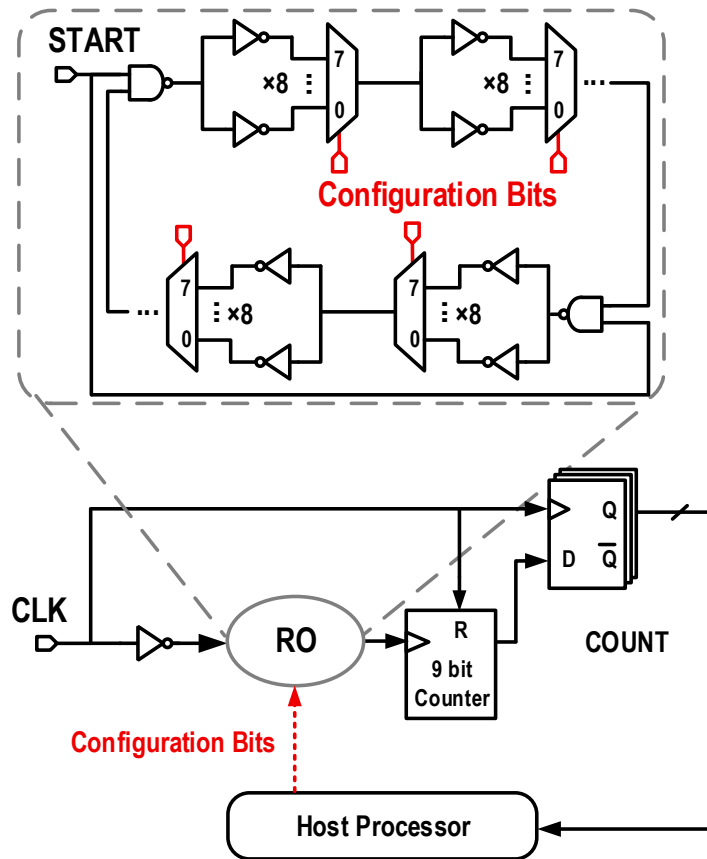 START
×8
7
0
×8
7
0
Configuration Bits
7
0
×8
7
0
×8
CLK
RO
R
9 bit
Counter
Q
D
Q̅
COUNT
Configuration Bits
Host Processor